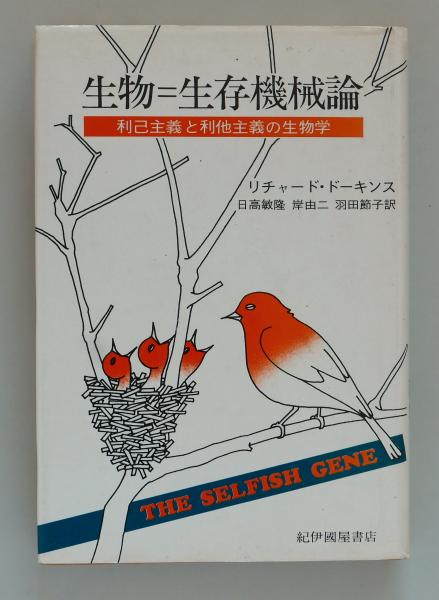 生物=生存機械論
利己主義と利他主義の生物学
リチャード・ドーキンス
日高敏隆 岸由二 羽田節子訳
THE SELFISH GENE
紀伊國屋書店